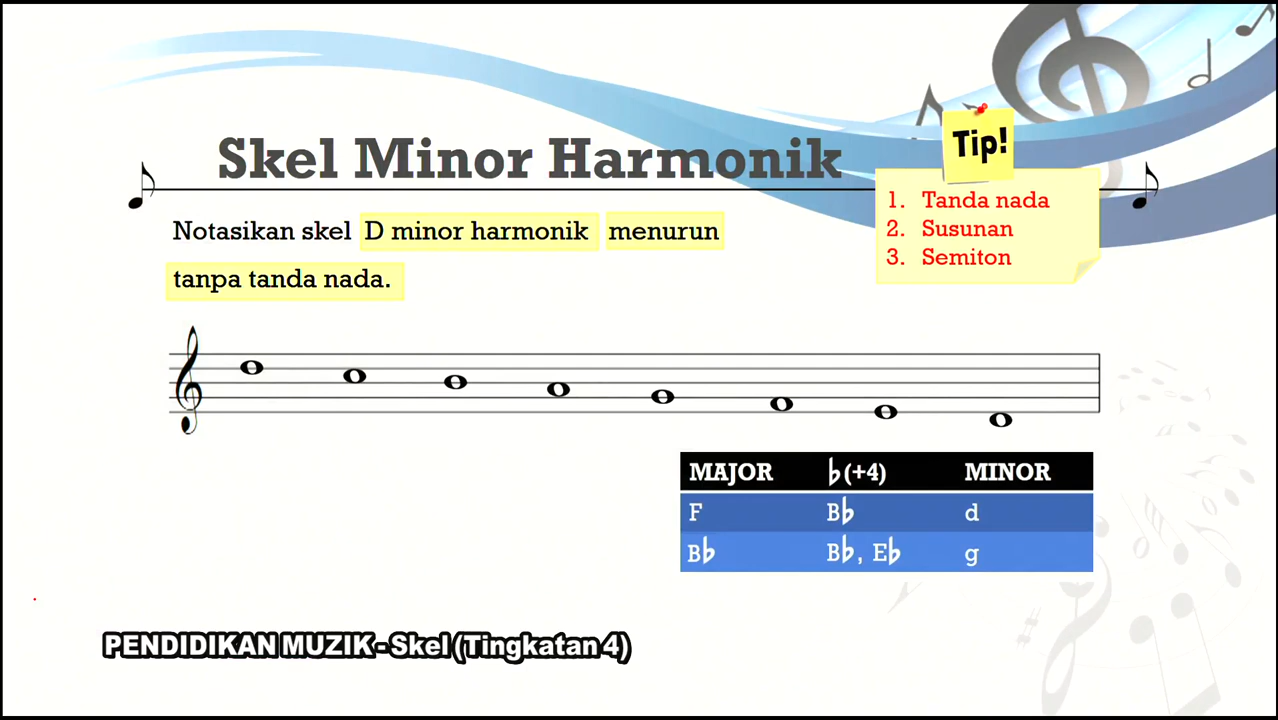 Skel Minor Harmonik
Tip!
1. Tanda nada
2. Susunan
3. Semiton
Notasikan skel D minor harmonik menurun
tanpa tanda nada.
MAJOR ♭(+4) MINOR
F B♭ d
B♭ B♭, E♭ g
PENDIDIKAN MUZIK - Skel (Tingkatan 4)